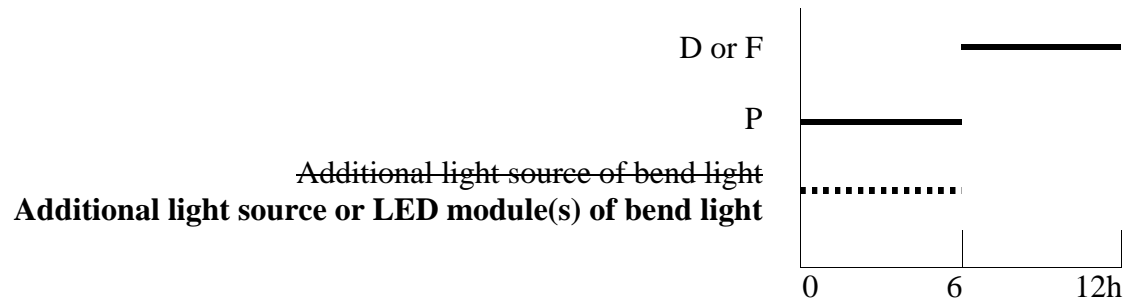 D or F
P
Additional light source of bend light
Additional light source or LED module(s) of bend light
0 6 12h